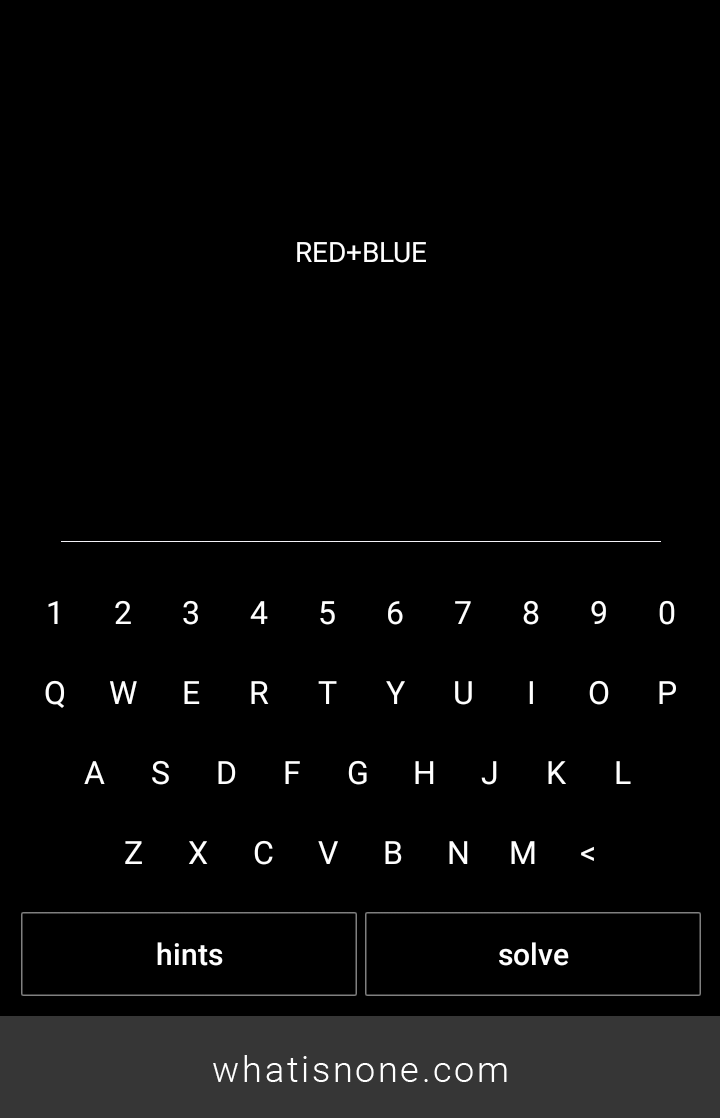 RED+BLUE
1 2 3 4 5 6 7 8 9 0
Q W E R T Y U I O P
A S D F G H J K L
Z X C V B N M <
hints solve
whatisnone.com